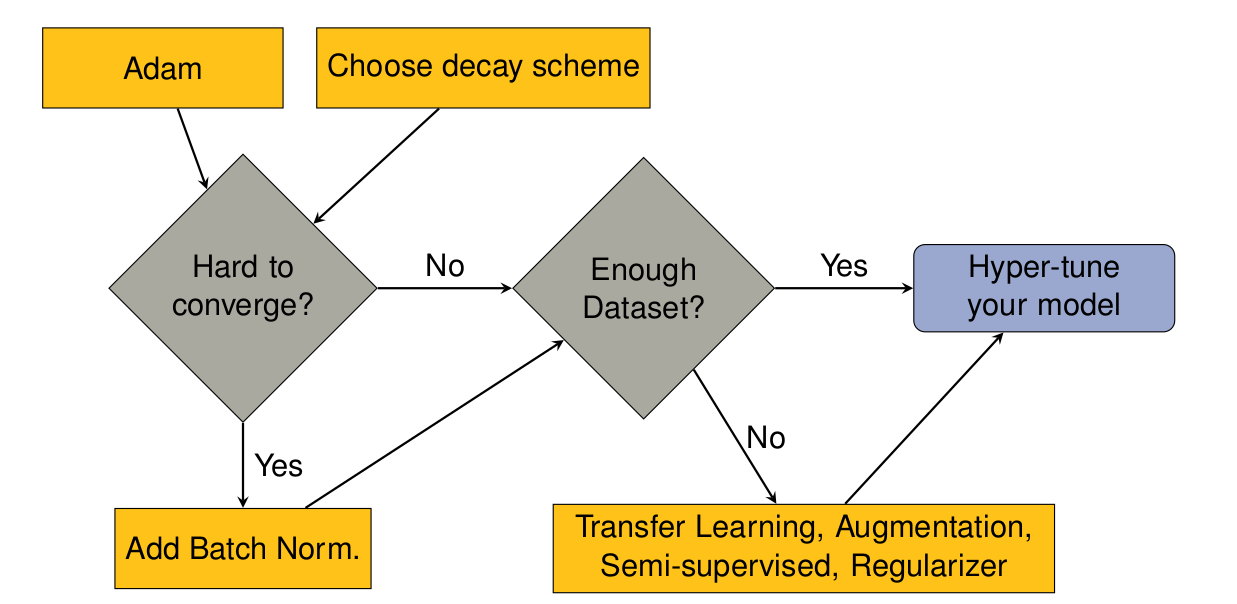 Adam
Choose decay scheme
Hard to
converge?
No
Enough
Dataset?
Yes
Hyper-tune
your model
Yes
No
Add Batch Norm.
Transfer Learning, Augmentation,
Semi-supervised, Regularizer